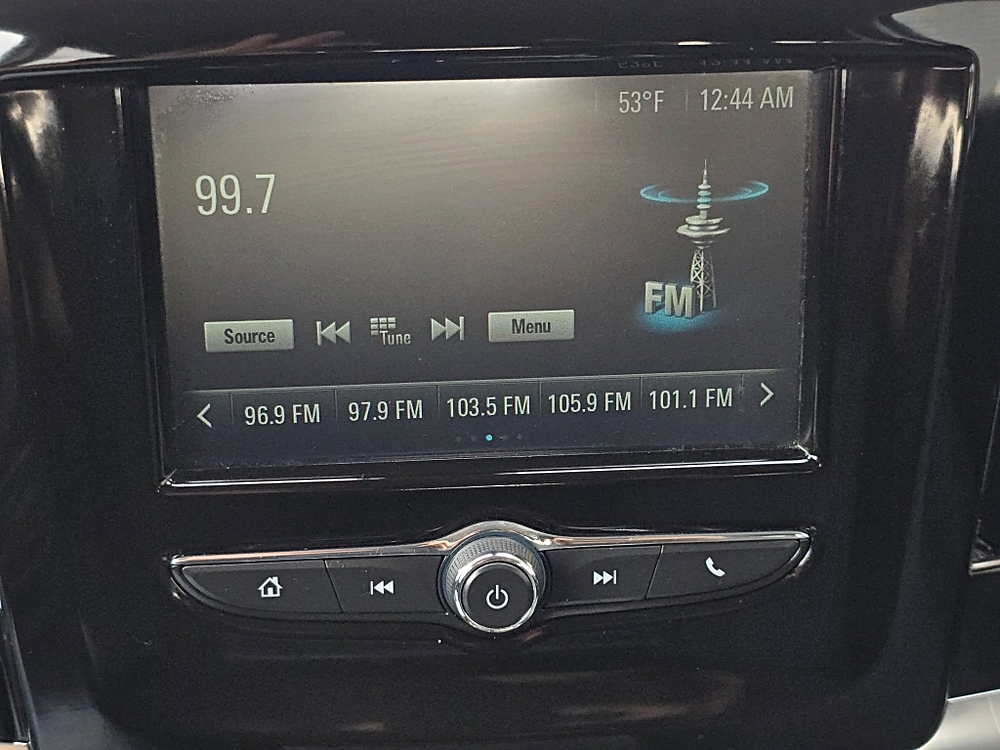 53°F 12:44 AM
99.7
FM
Source Tune Menu
96.9 FM 97.9 FM 103.5 FM 105.9 FM 101.1 FM